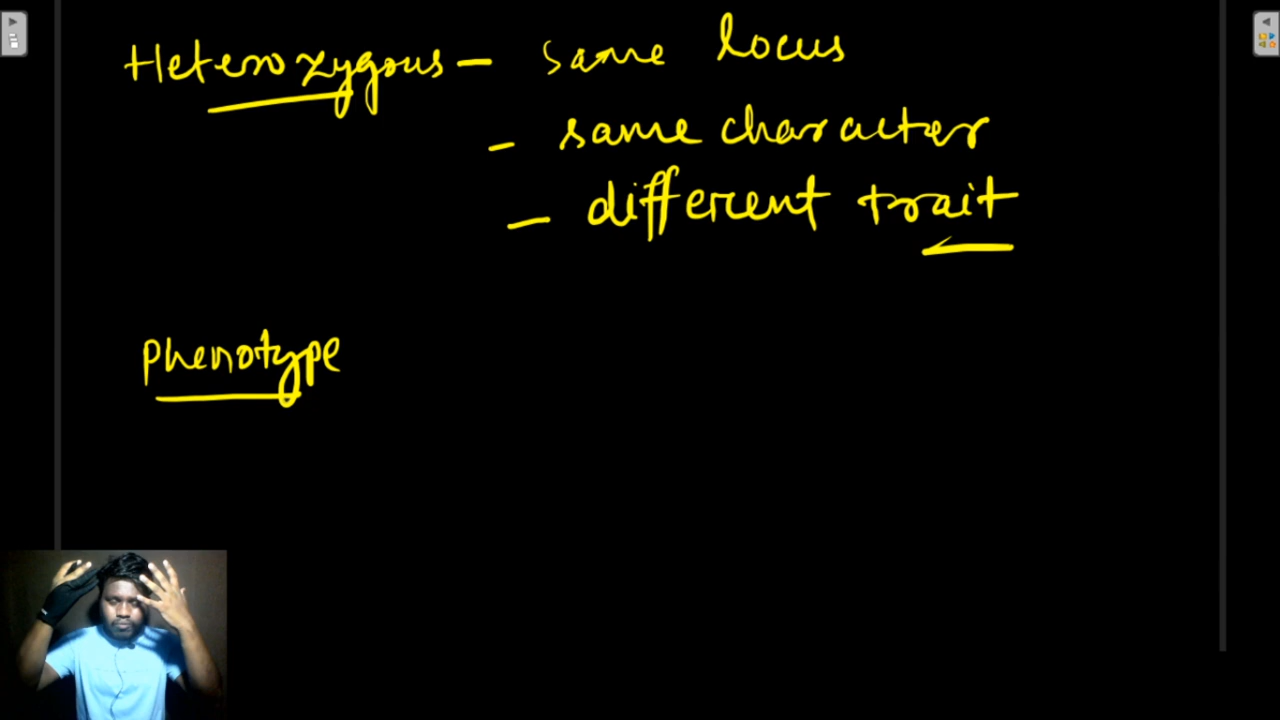 Heterozygous - same locus
- same character
- different trait
Phenotype